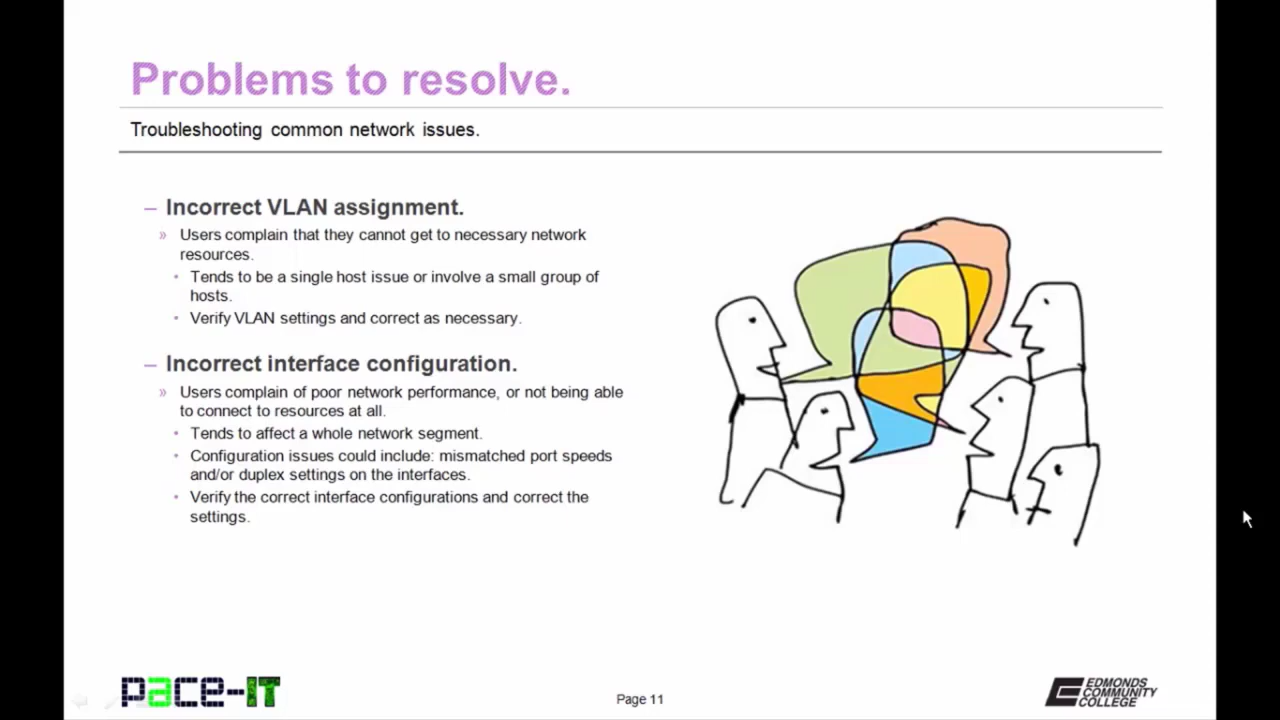 Problems to resolve.
Troubleshooting common network issues.
– Incorrect VLAN assignment.
» Users complain that they cannot get to necessary network
resources.
• Tends to be a single host issue or involve a small group of
hosts.
• Verify VLAN settings and correct as necessary.
– Incorrect interface configuration.
» Users complain of poor network performance, or not being able
to connect to resources at all.
• Tends to affect a whole network segment.
• Configuration issues could include: mismatched port speeds
and/or duplex settings on the interfaces.
• Verify the correct interface configurations and correct the
settings.
pace-IT
Page 11
EDMONDS
COMMUNITY
COLLEGE